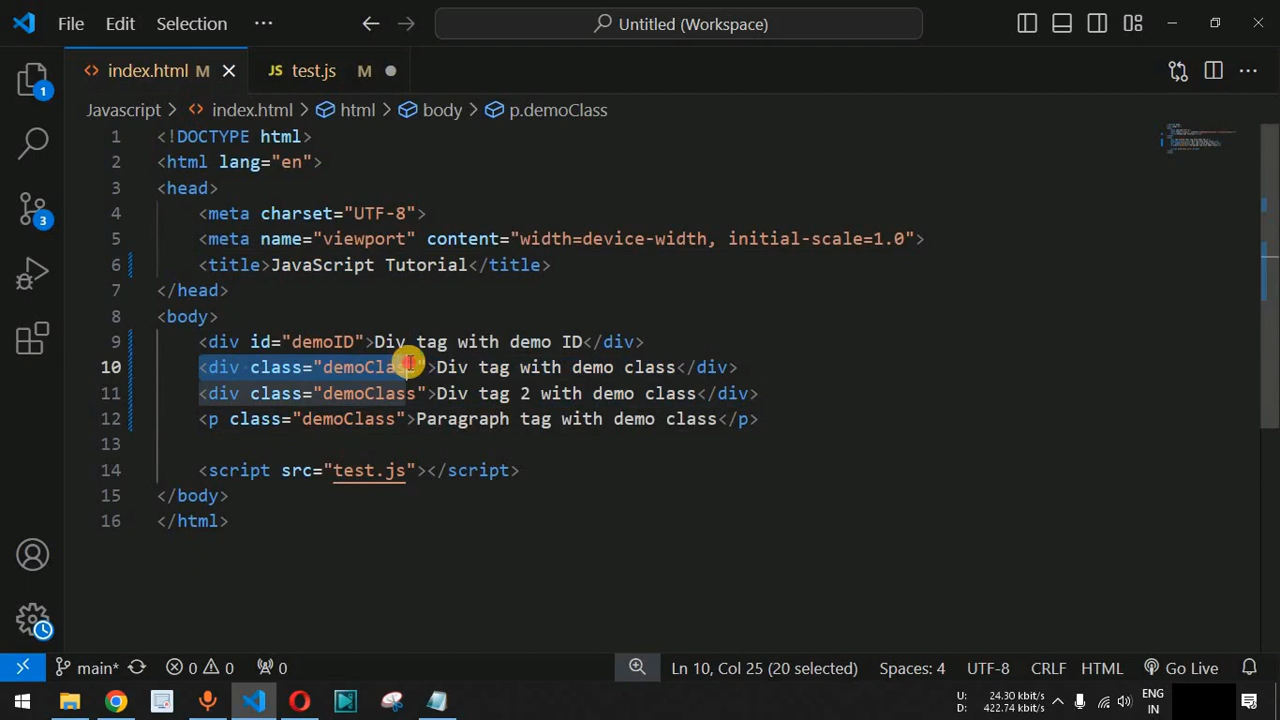 File Edit Selection ··· Untitled (Workspace)
index.html M JS test.js M
Javascript > index.html > html > body > p.demoClass
1 <!DOCTYPE html>
2 <html lang="en">
3 <head>
4 <meta charset="UTF-8">
5 <meta name="viewport" content="width=device-width, initial-scale=1.0">
6 <title>JavaScript Tutorial</title>
7 </head>
8 <body>
9 <div id="demoID">Div tag with demo ID</div>
10 <div class="demoClass">Div tag with demo class</div>
11 <div class="demoClass">Div tag 2 with demo class</div>
12 <p class="demoClass">Paragraph tag with demo class</p>
13
14 <script src="test.js"></script>
15 </body>
16 </html>
1
3
main* 0 0 0 Ln 10, Col 25 (20 selected) Spaces: 4 UTF-8 CRLF HTML Go Live
U: 24.30 kbit/s
D: 422.74 kbit/s
ENG
IN